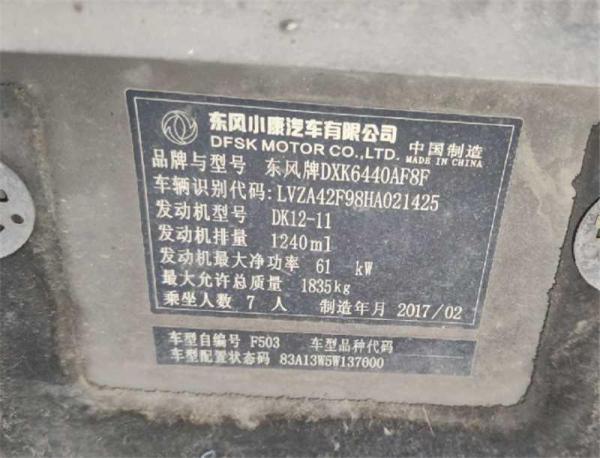 东风小康汽车有限公司
DFSK MOTOR CO.,LTD.
中国制造
MADE IN CHINA
品牌与型号 东风牌DXK6440AF8F
车辆识别代码: LVZA42F98HA021425
发动机型号 DK12-11
发动机排量 1240ml
发动机最大净功率 61 kW
最大允许总质量 1835kg
乘坐人数 7 人 制造年月 2017/02
车型自编号 F503 车型品种代码
车型配置状态码 83A13W5W137000